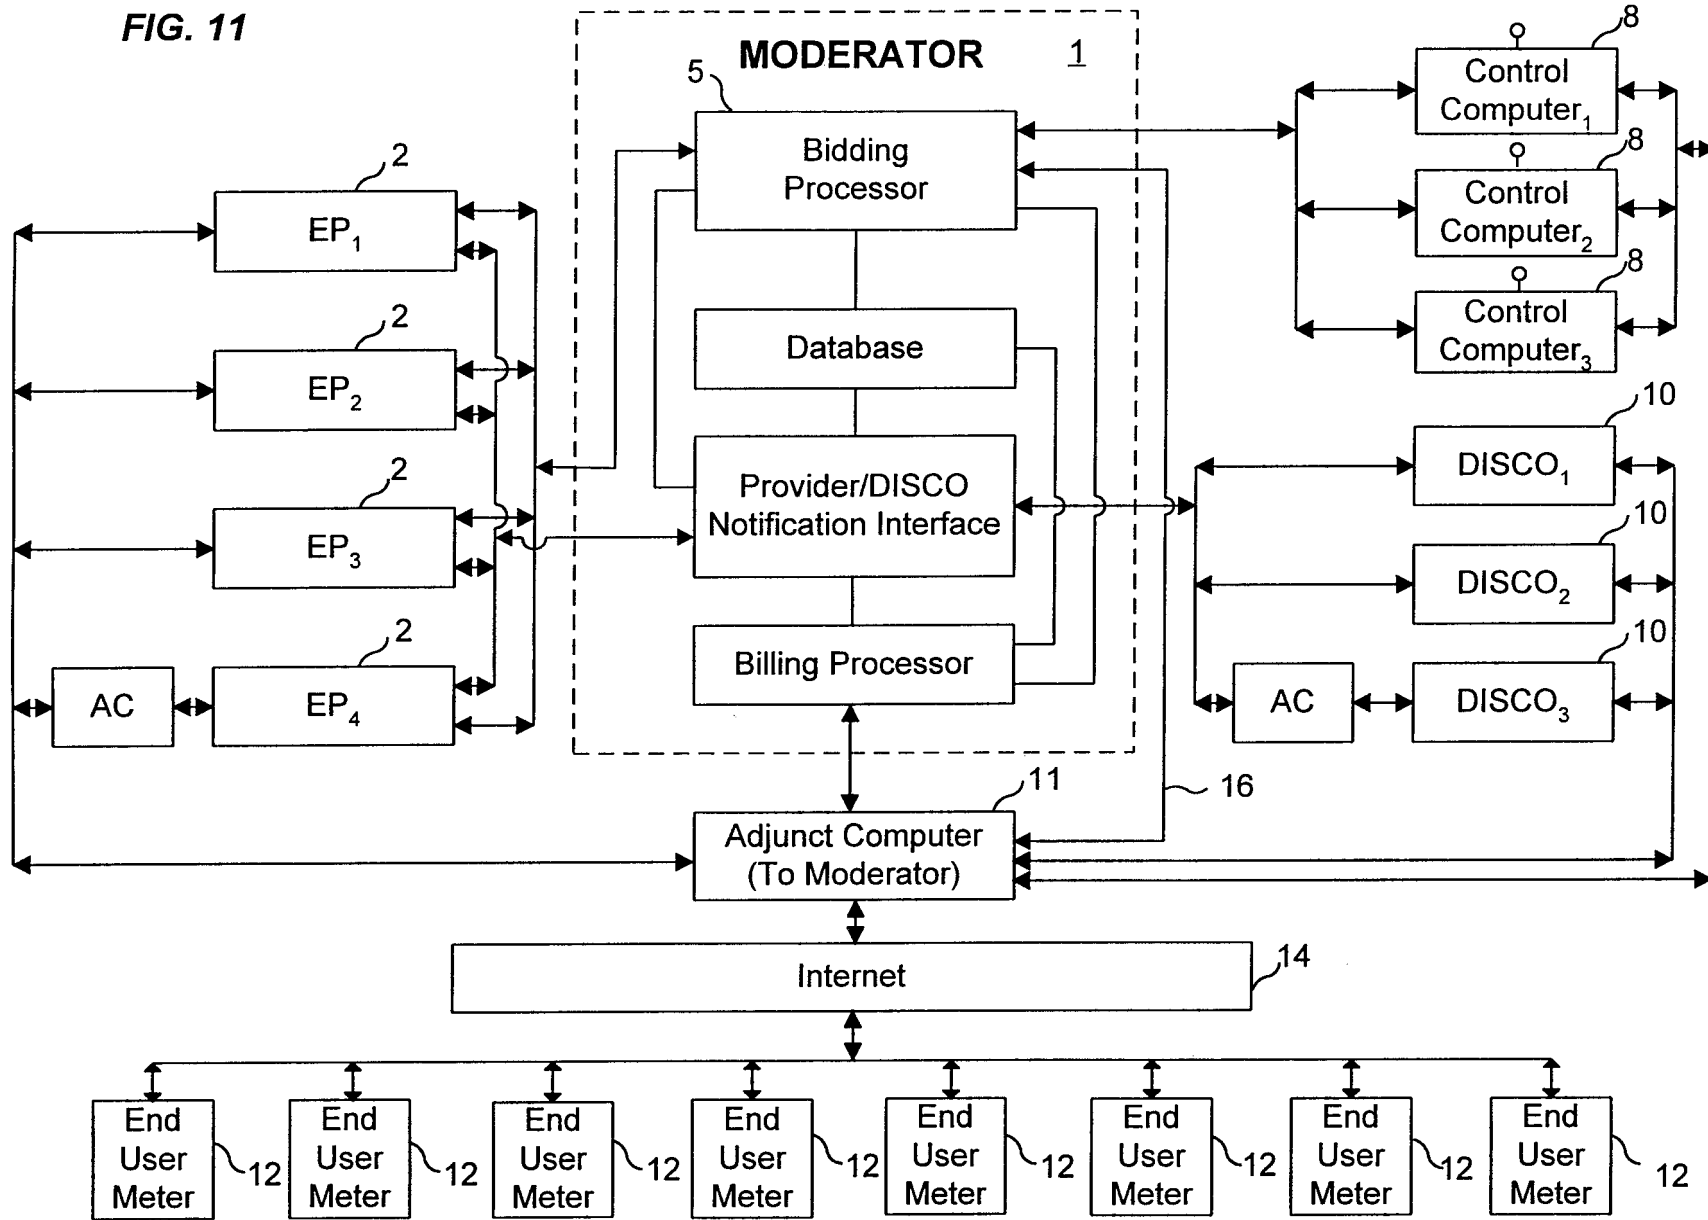 FIG. 11
MODERATOR 1
5
Bidding
Processor
Database
Provider/DISCO
Notification Interface
Billing Processor
2
EP1
2
EP2
2
EP3
2
EP4
AC
8
Control
Computer1
8
Control
Computer2
8
Control
Computer3
10
DISCO1
10
DISCO2
10
DISCO3
AC
16
11
Adjunct Computer
(To Moderator)
Internet
14
End
User
Meter
12
End
User
Meter
12
End
User
Meter
12
End
User
Meter
12
End
User
Meter
12
End
User
Meter
12
End
User
Meter
12
End
User
Meter
12